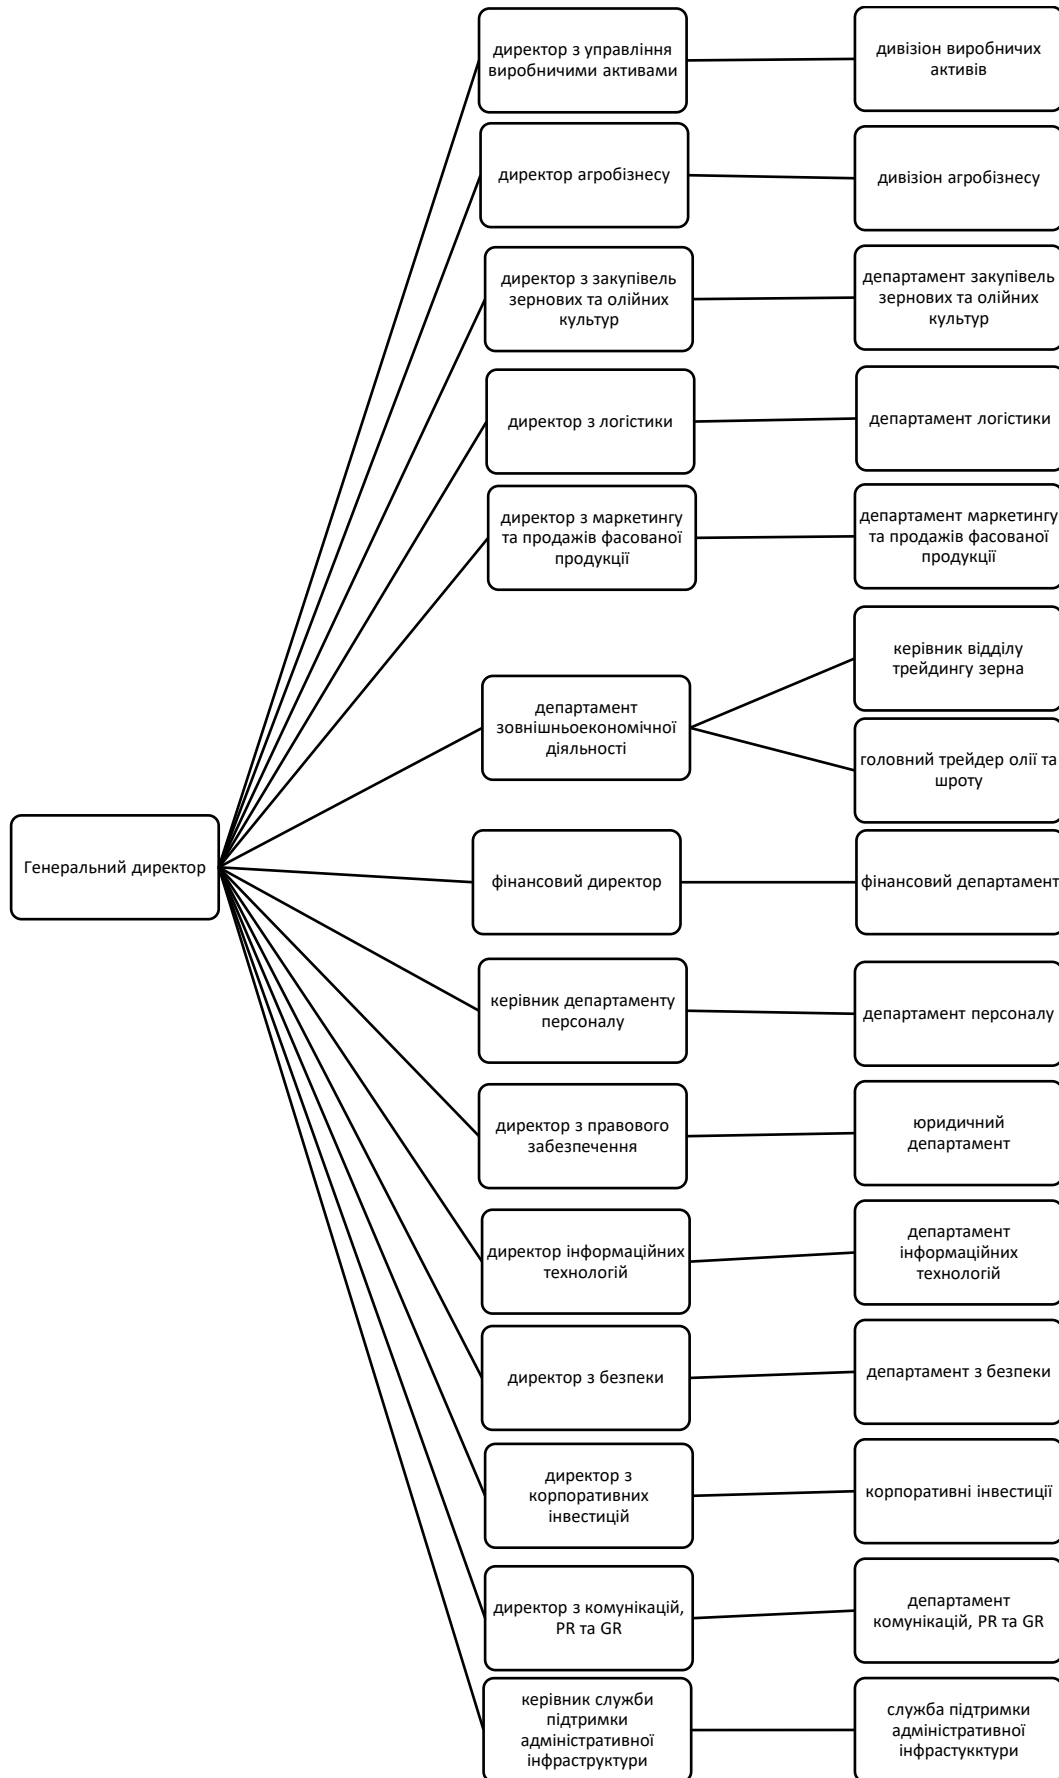 директор з управління
виробничими активами
дивізіон виробничих
активів
директор агробізнесу
дивізіон агробізнесу
директор з закупівель
зернових та олійних
культур
департамент закупівель
зернових та олійних
культур
директор з логістики
департамент логістики
директор з маркетингу
та продажів фасованої
продукції
департамент маркетингу
та продажів фасованої
продукції
департамент
зовнішньоекономічної
діяльності
керівник відділу
трейдингу зерна
головний трейдер олії та
шроту
Генеральний директор
фінансовий директор
фінансовий департамент
керівник департаменту
персоналу
департамент персоналу
директор з правового
забезпечення
юридичний
департамент
директор інформаційних
технологій
департамент
інформаційних
технологій
директор з безпеки
департамент з безпеки
директор з
корпоративних
інвестицій
корпоративні інвестиції
директор з комунікацій,
PR та GR
департамент
комунікацій, PR та GR
керівник служби
підтримки
адміністративної
інфраструктури
служба підтримки
адміністративної
інфрастукктури